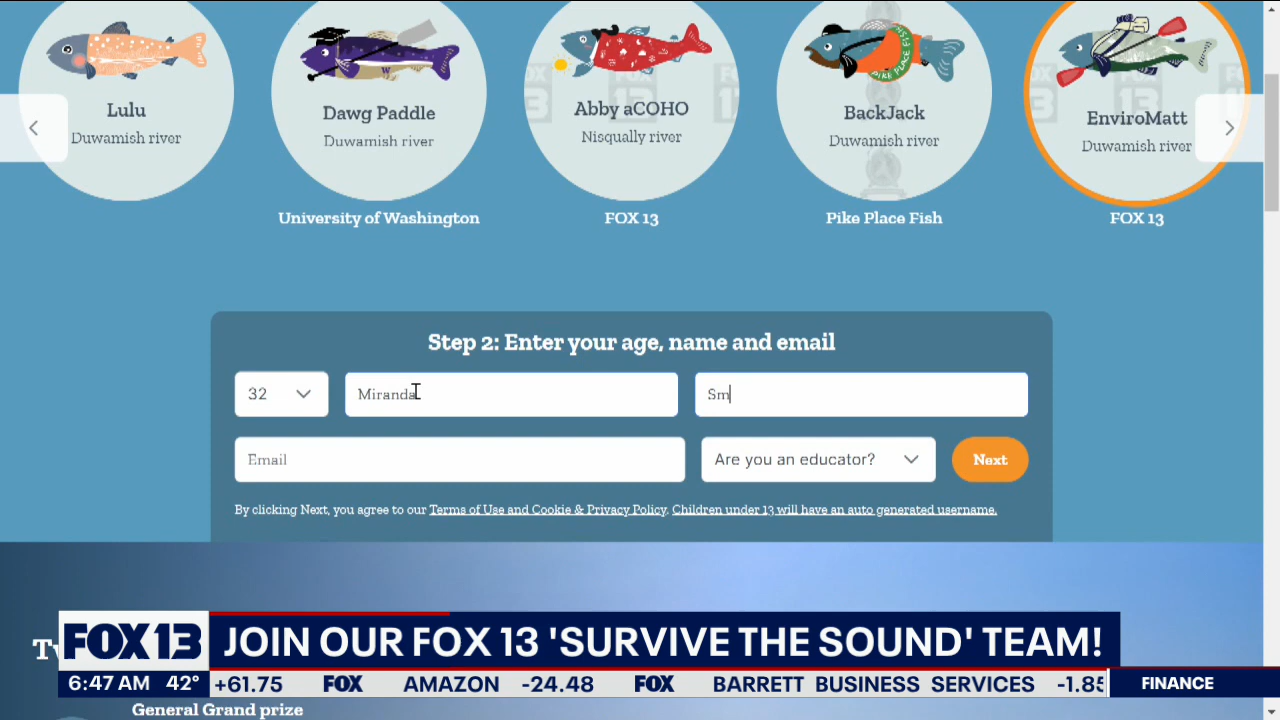 Lulu
Duwamish river
Dawg Paddle
Duwamish river
University of Washington
Abby aCOHO
Nisqually river
FOX 13
BackJack
Duwamish river
Pike Place Fish
PIKE PLACE FISH
EnviroMatt
Duwamish river
FOX 13
Step 2: Enter your age, name and email
32
Miranda
Sm
Email
Are you an educator?
Next
By clicking Next, you agree to our Terms of Use and Cookie & Privacy Policy. Children under 13 will have an auto generated username.
FOX 13
JOIN OUR FOX 13 'SURVIVE THE SOUND' TEAM!
6:47 AM 42°
+61.75 FOX AMAZON -24.48 FOX BARRETT BUSINESS SERVICES -1.85
FINANCE
General Grand prize